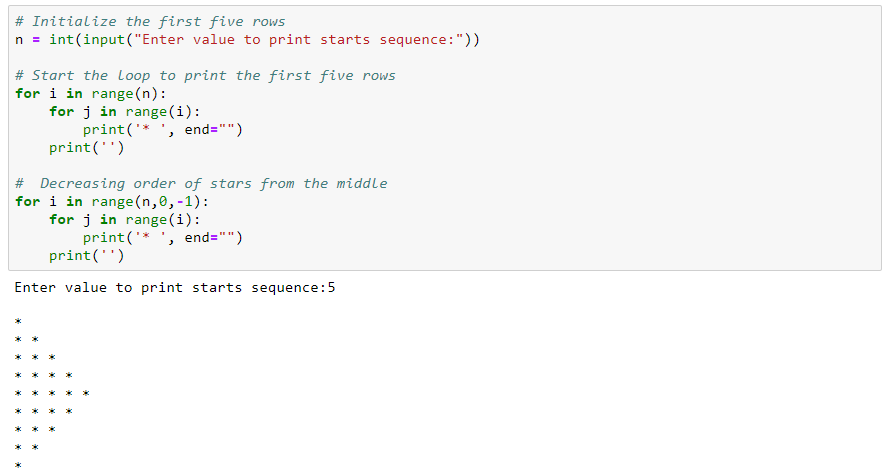 # Initialize the first five rows
n = int(input("Enter value to print starts sequence:"))

# Start the loop to print the first five rows
for i in range(n):
    for j in range(i):
        print('* ', end="")
    print('')

#  Decreasing order of stars from the middle
for i in range(n,0,-1):
    for j in range(i):
        print('* ', end="")
    print('')
Enter value to print starts sequence:5

*
* *
* * *
* * * *
* * * * *
* * * *
* * *
* *
*